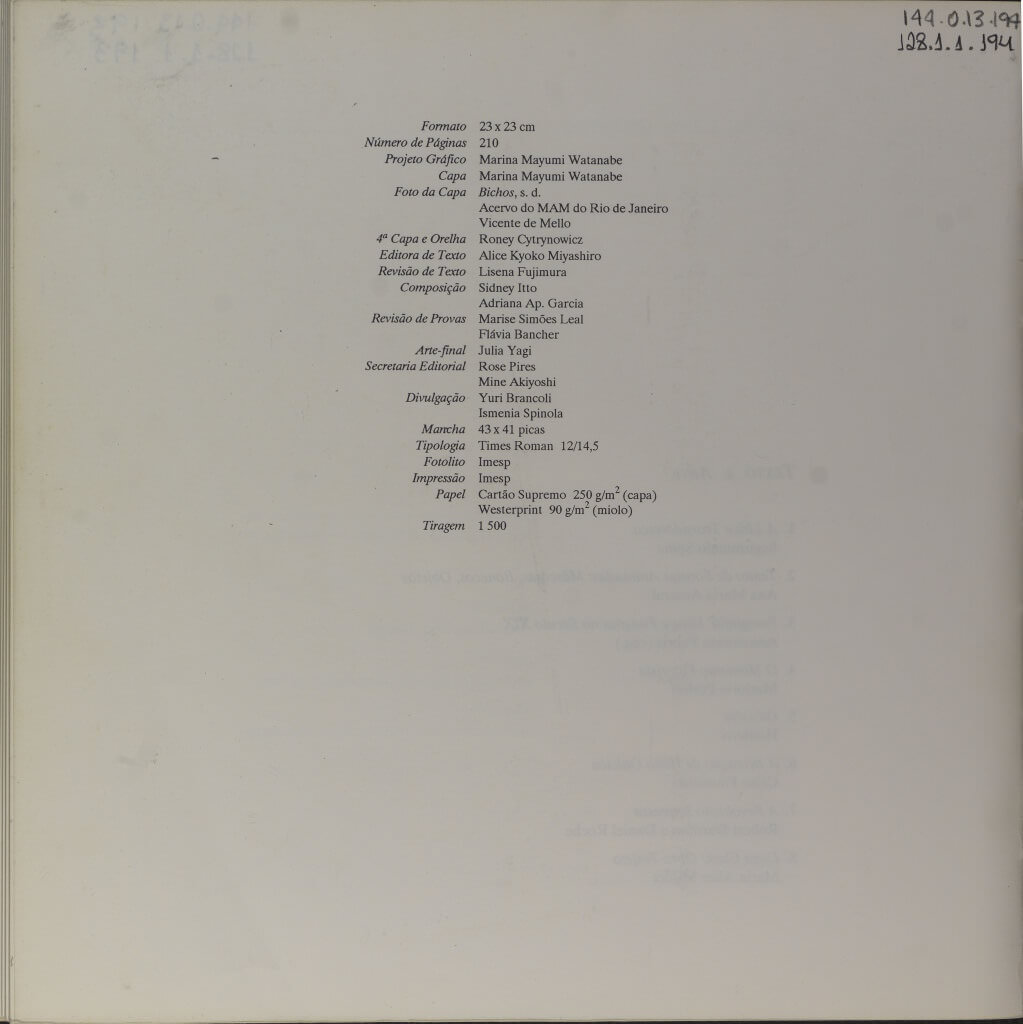 144.0.13.194
128.1.1.194
Formato 23 x 23 cm
Número de Páginas 210
Projeto Gráfico Marina Mayumi Watanabe
Capa Marina Mayumi Watanabe
Foto da Capa Bichos, s. d.
Acervo do MAM do Rio de Janeiro
Vicente de Mello
4ª Capa e Orelha Roney Cytrynowicz
Editora de Texto Alice Kyoko Miyashiro
Revisão de Texto Lisena Fujimura
Composição Sidney Itto
Adriana Ap. Garcia
Revisão de Provas Marise Simões Leal
Flávia Bancher
Arte-final Julia Yagi
Secretaria Editorial Rose Pires
Mine Akiyoshi
Divulgação Yuri Brancoli
Ismenia Spinola
Mancha 43 x 41 picas
Tipologia Times Roman 12/14,5
Fotolito Imesp
Impressão Imesp
Papel Cartão Supremo 250 g/m² (capa)
Westerprint 90 g/m² (miolo)
Tiragem 1 500